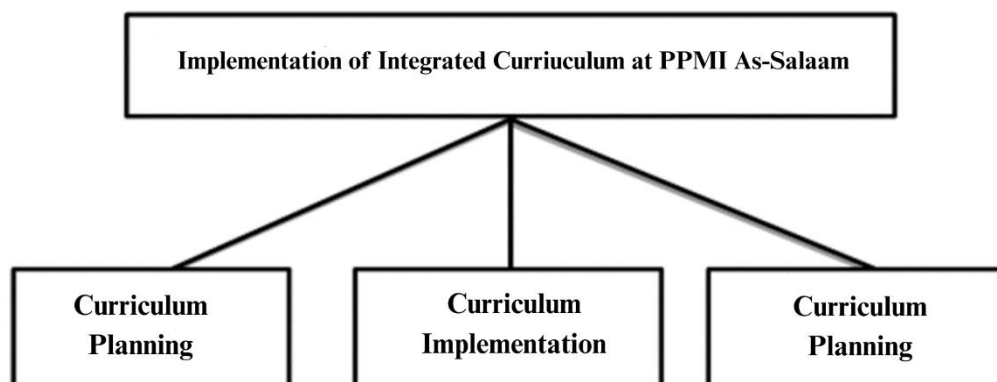 Implementation of Integrated Curriuculum at PPMI As-Salaam
Curriculum
Planning
Curriculum
Implementation
Curriculum
Planning